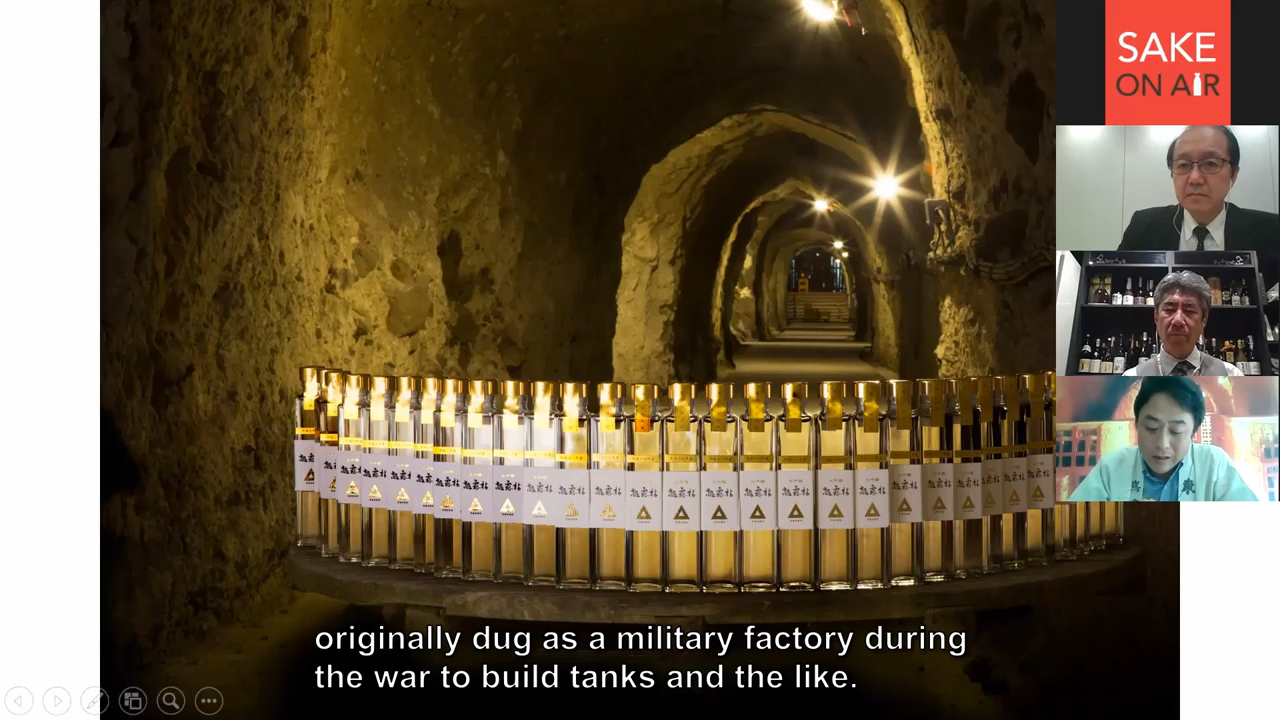 SAKE
ON AIR
originally dug as a military factory during
the war to build tanks and the like.